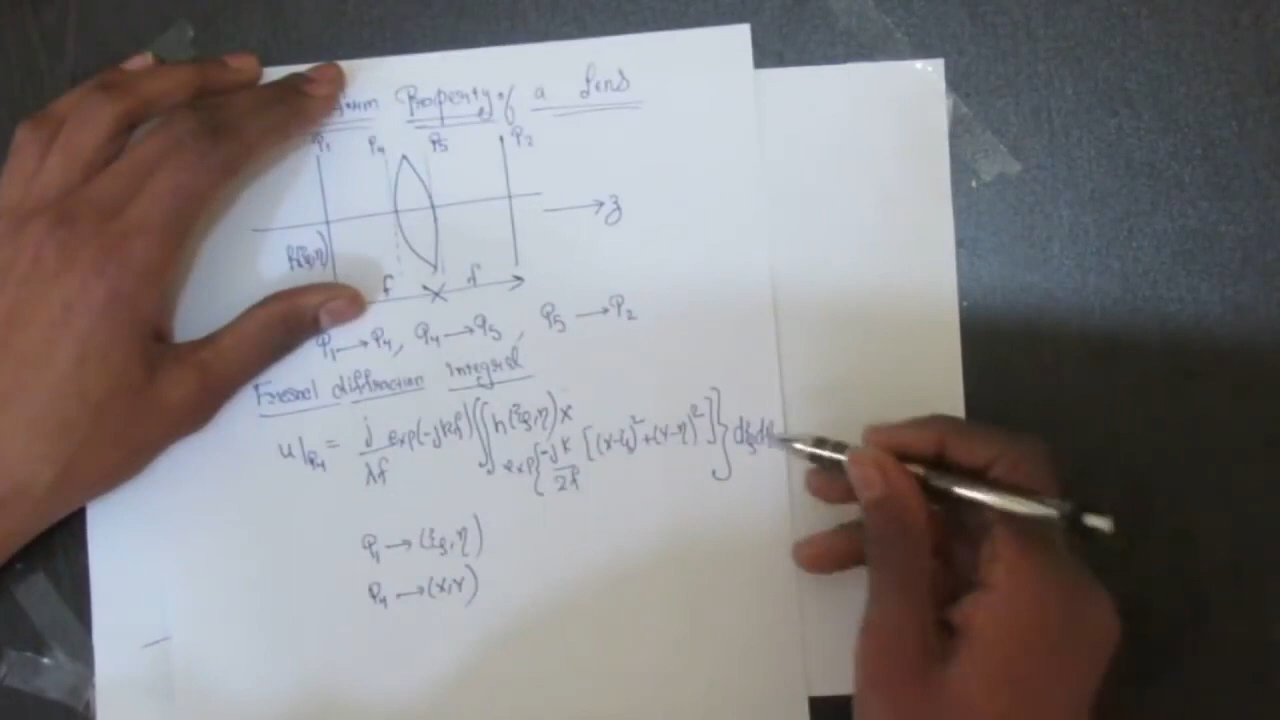 Property of a Lens
P₁ P₄ P₅ P₂
z
h(ξ,η)
f f
P₁ → P₄, P₄ → P₅, P₅ → P₂
Fresnel diffraction integral
u|P₄ = j/λf exp(-jkf) ∬ h(ξ,η) x
exp{-jk/2f [(x-ξ)²+(y-η)²]} dξdη
P₁ → (ξ,η)
P₄ → (x,y)